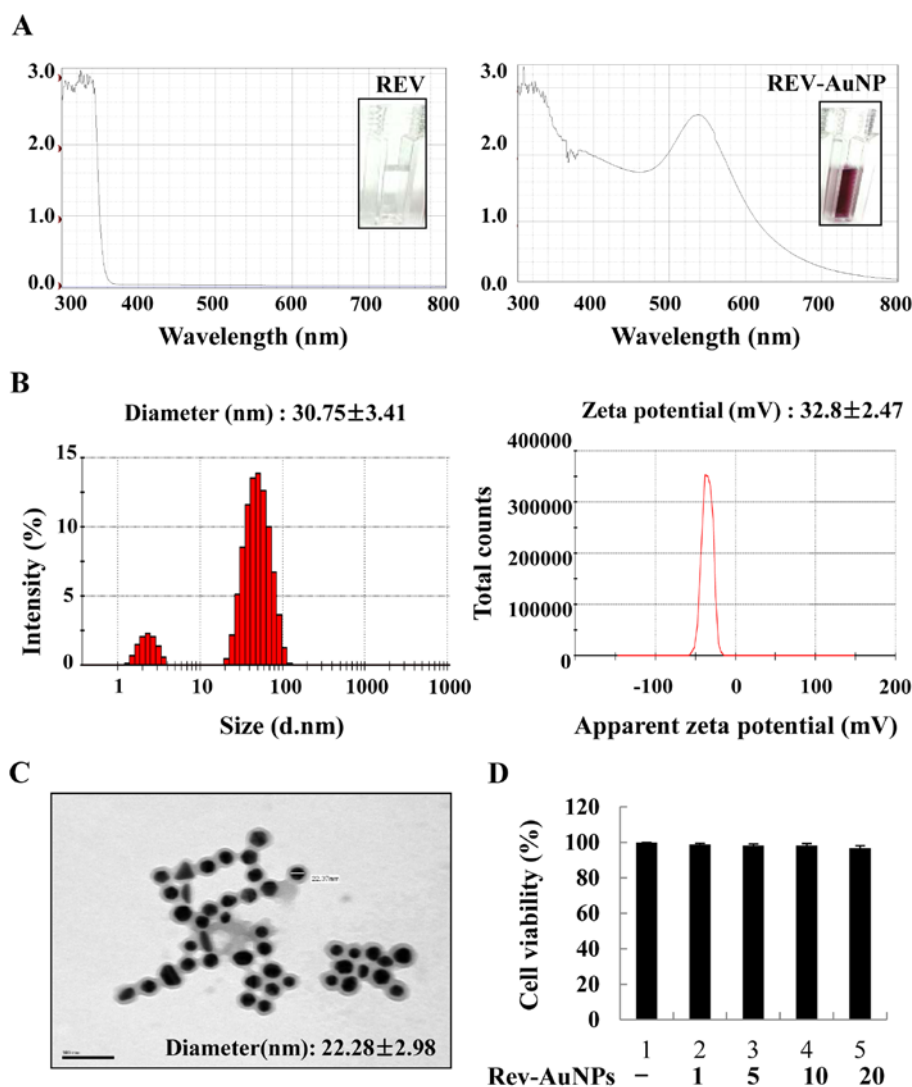 A
3.0
2.0
1.0
0.0
300 400 500 600 700 800
Wavelength (nm)
REV
3.0
2.0
1.0
0.0
300 400 500 600 700 800
Wavelength (nm)
REV-AuNP
B
Diameter (nm) : 30.75±3.41
15
10
5
0
1 10 100 1000 1000
Intensity (%)
Size (d.nm)
Zeta potential (mV) : 32.8±2.47
400000
300000
200000
100000
0
-100 0 100 200
Total counts
Apparent zeta potential (mV)
C
Diameter(nm): 22.28±2.98
D
120
100
80
60
40
20
0
Cell viability (%)
1 2 3 4 5
Rev-AuNPs – 1 5 10 20